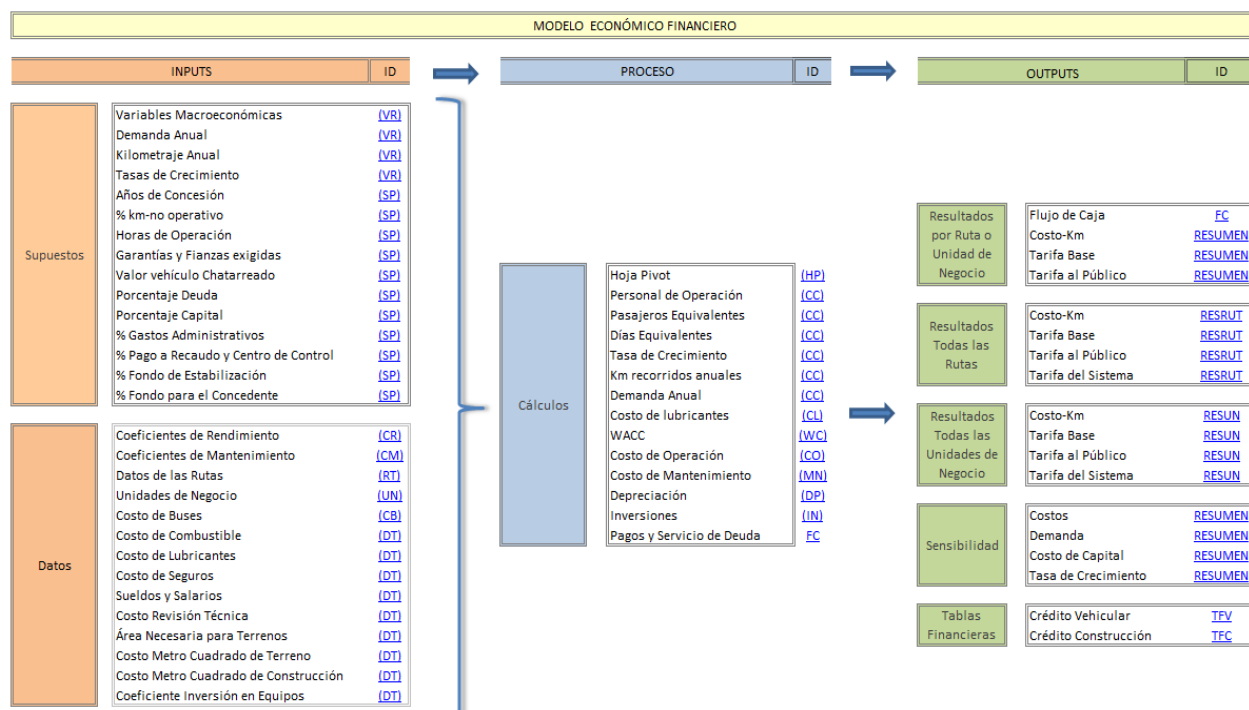 MODELO ECONÓMICO FINANCIERO
INPUTS ID
PROCESO ID
OUTPUTS ID
Supuestos
Variables Macroeconómicas (VR)
Demanda Anual (VR)
Kilometraje Anual (VR)
Tasas de Crecimiento (VR)
Años de Concesión (SP)
% km-no operativo (SP)
Horas de Operación (SP)
Garantías y Fianzas exigidas (SP)
Valor vehículo Chatarreado (SP)
Porcentaje Deuda (SP)
Porcentaje Capital (SP)
% Gastos Administrativos (SP)
% Pago a Recaudo y Centro de Control (SP)
% Fondo de Estabilización (SP)
% Fondo para el Concedente (SP)
Datos
Coeficientes de Rendimiento (CR)
Coeficientes de Mantenimiento (CM)
Datos de las Rutas (RT)
Unidades de Negocio (UN)
Costo de Buses (CB)
Costo de Combustible (DT)
Costo de Lubricantes (DT)
Costo de Seguros (DT)
Sueldos y Salarios (DT)
Costo Revisión Técnica (DT)
Área Necesaria para Terrenos (DT)
Costo Metro Cuadrado de Terreno (DT)
Costo Metro Cuadrado de Construcción (DT)
Coeficiente Inversión en Equipos (DT)
Cálculos
Hoja Pivot (HP)
Personal de Operación (CC)
Pasajeros Equivalentes (CC)
Días Equivalentes (CC)
Tasa de Crecimiento (CC)
Km recorridos anuales (CC)
Demanda Anual (CC)
Costo de lubricantes (CL)
WACC (WC)
Costo de Operación (CO)
Costo de Mantenimiento (MN)
Depreciación (DP)
Inversiones (IN)
Pagos y Servicio de Deuda FC
Resultados
por Ruta o
Unidad de
Negocio
Flujo de Caja FC
Costo-Km RESUMEN
Tarifa Base RESUMEN
Tarifa al Público RESUMEN
Resultados
Todas las
Rutas
Costo-Km RESRUT
Tarifa Base RESRUT
Tarifa al Público RESRUT
Tarifa del Sistema RESRUT
Resultados
Todas las
Unidades de
Negocio
Costo-Km RESUN
Tarifa Base RESUN
Tarifa al Público RESUN
Tarifa del Sistema RESUN
Sensibilidad
Costos RESUMEN
Demanda RESUMEN
Costo de Capital RESUMEN
Tasa de Crecimiento RESUMEN
Tablas
Financieras
Crédito Vehicular TFV
Crédito Construcción TFC